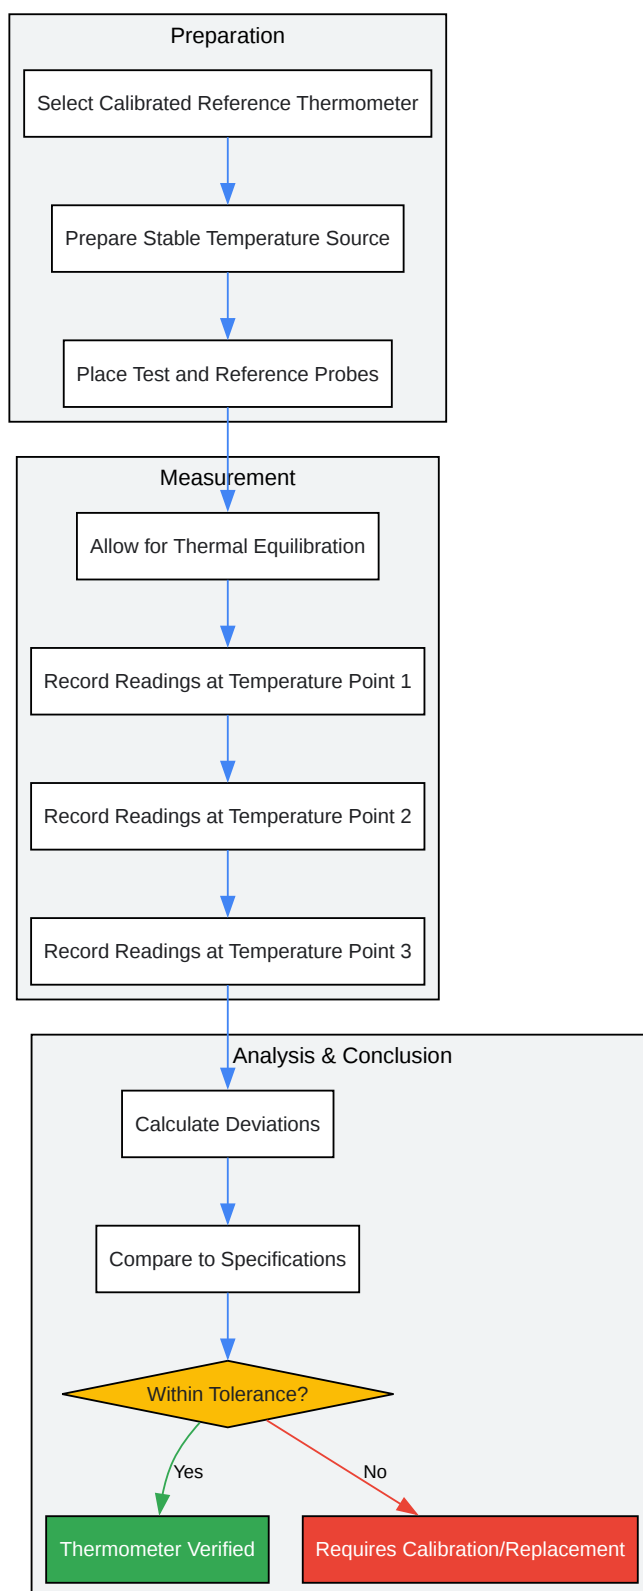 Preparation
Select Calibrated Reference Thermometer
Prepare Stable Temperature Source
Place Test and Reference Probes
Measurement
Allow for Thermal Equilibration
Record Readings at Temperature Point 1
Record Readings at Temperature Point 2
Record Readings at Temperature Point 3
Analysis & Conclusion
Calculate Deviations
Compare to Specifications
Within Tolerance?
Yes
No
Thermometer Verified
Requires Calibration/Replacement